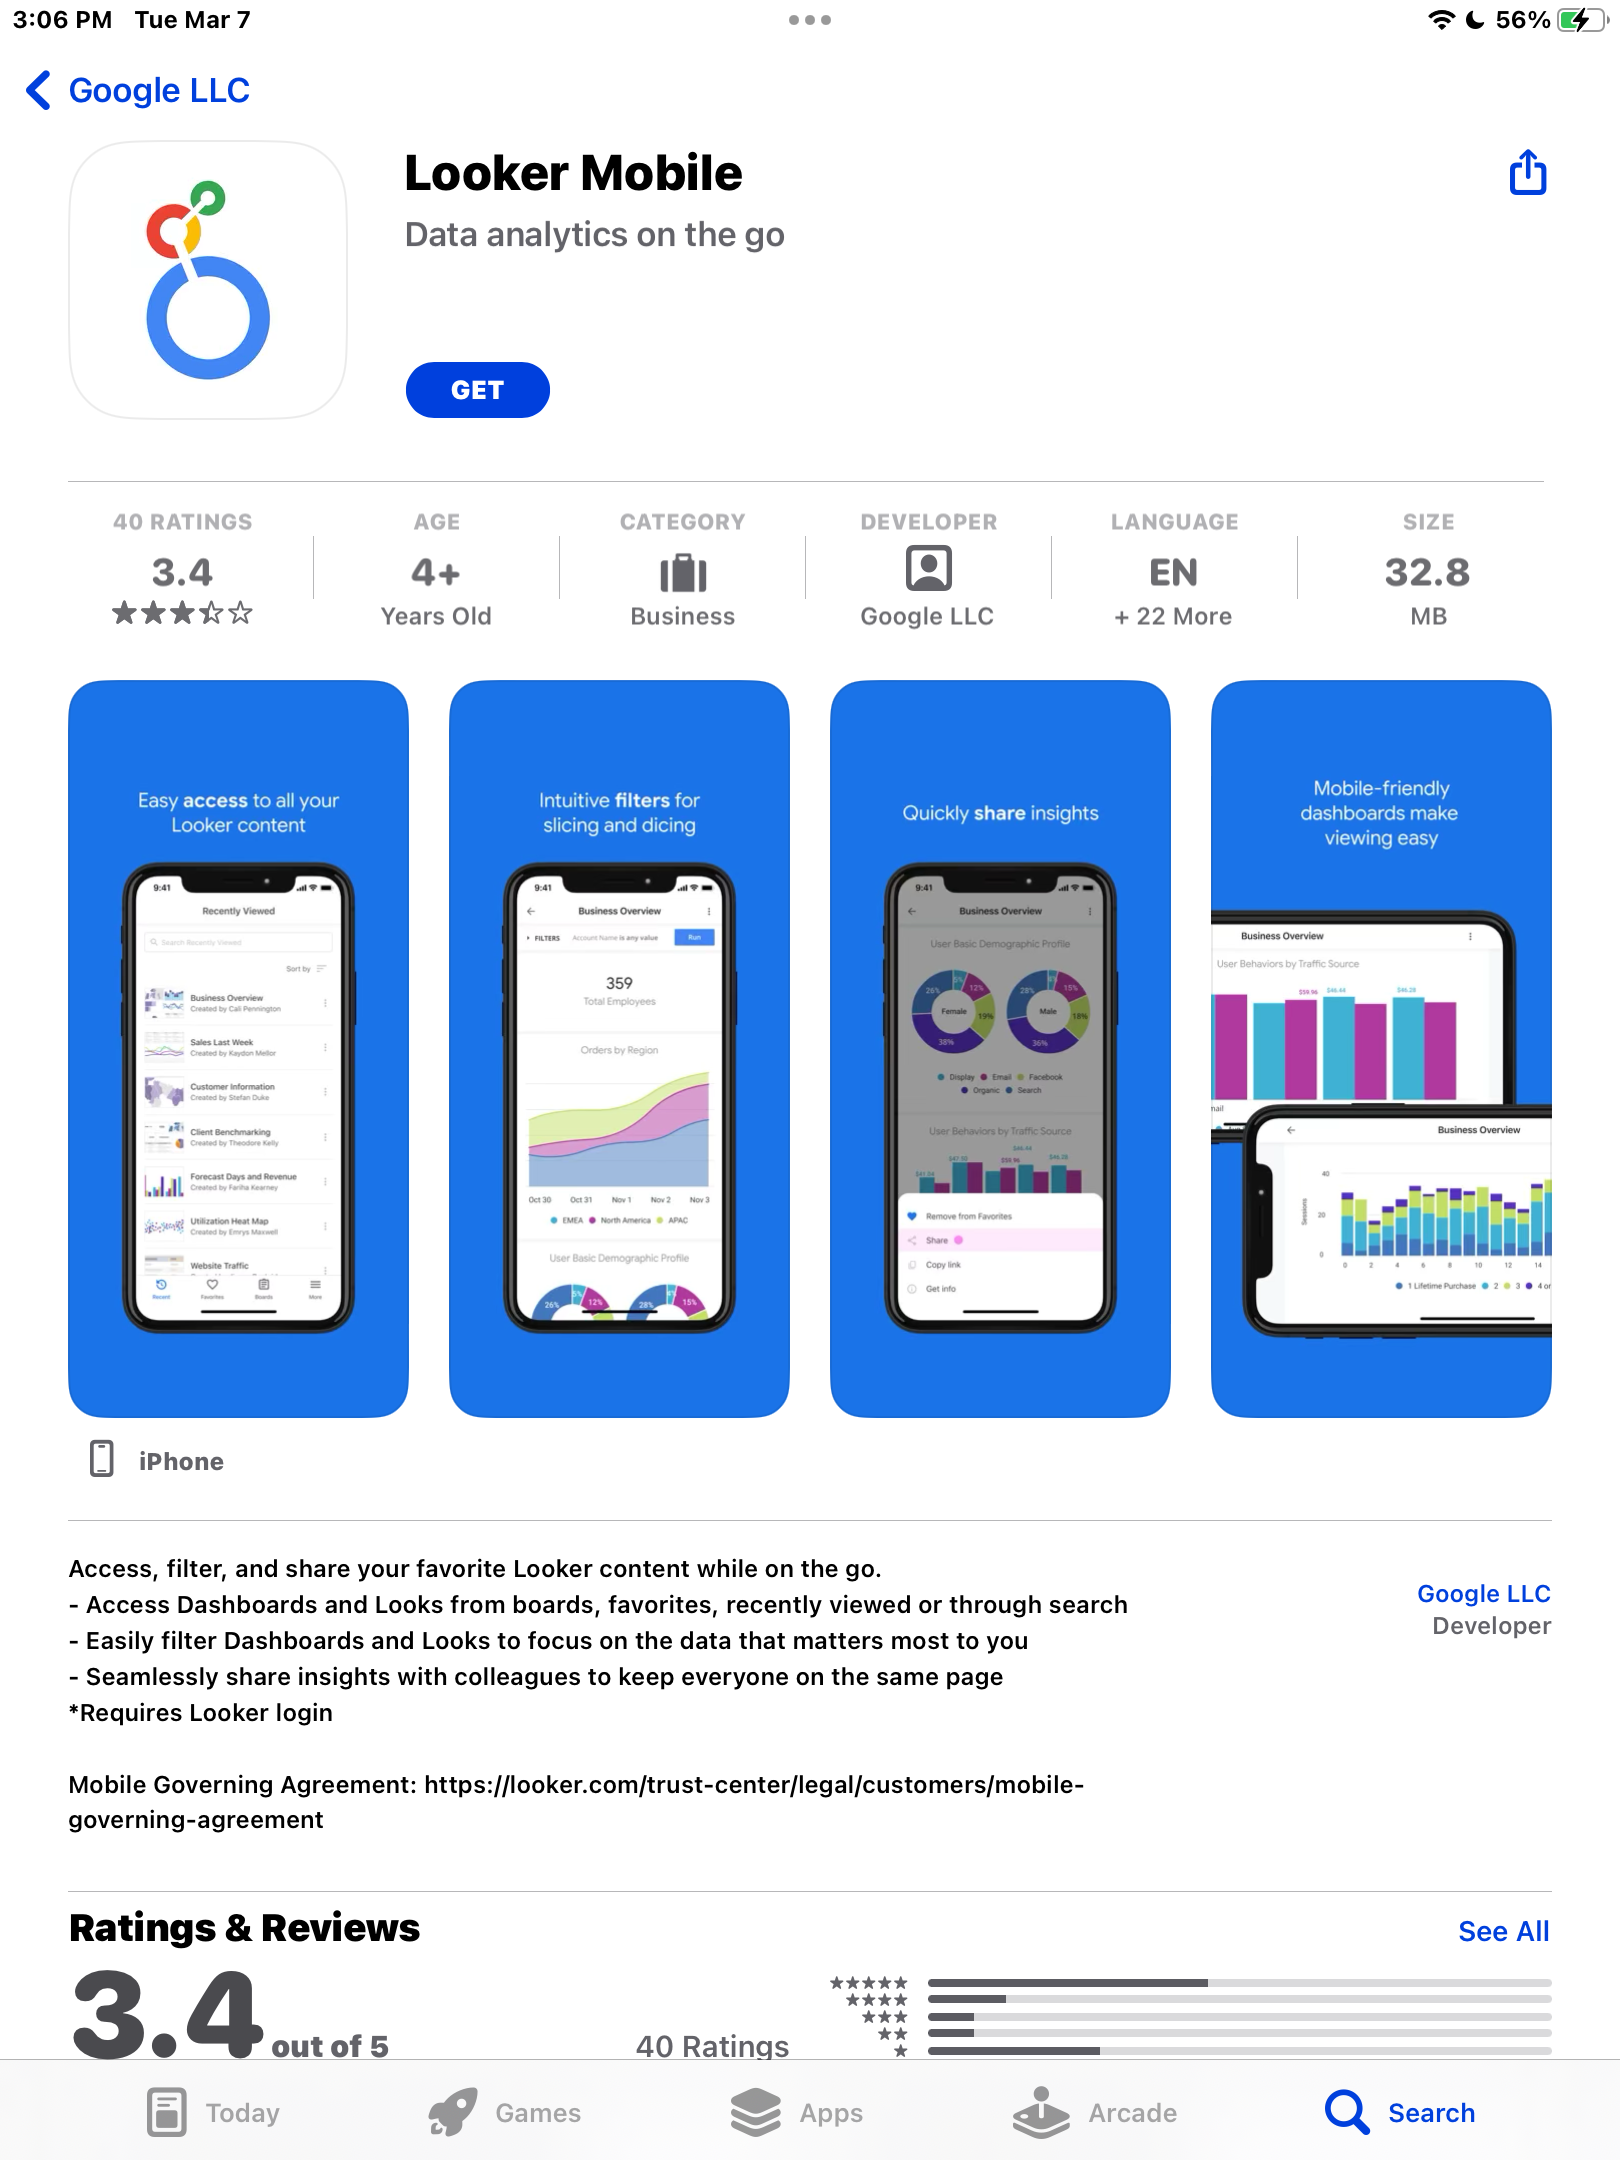 3:06 PM Tue Mar 7
56%
Google LLC
Looker Mobile
Data analytics on the go
GET
40 RATINGS
3.4
AGE
4+
Years Old
CATEGORY
Business
DEVELOPER
Google LLC
LANGUAGE
EN
+ 22 More
SIZE
32.8
MB
Easy access to all your
Looker content
9:41
Recently Viewed
Search Recently Viewed
Sort by
Business Overview
Created by Cali Pennington
Sales Last Week
Created by Kaydon Mellor
Customer Information
Created by Stefan Duke
Client Benchmarking
Created by Theodore Kelly
Forecast Days and Revenue
Created by Fariha Kearney
Utilization Heat Map
Created by Emrys Maxwell
Website Traffic
Recent Favorites Boards More
Intuitive filters for
slicing and dicing
9:41
Business Overview
FILTERS Account Name is any value Run
359
Total Employees
Orders by Region
Oct 30 Oct 31 Nov 1 Nov 2 Nov 3
EMEA North America APAC
User Basic Demographic Profile
26% 5% 12% 28% 15%
Quickly share insights
9:41
Business Overview
User Basic Demographic Profile
26% 12% 19% 38%
Female
28% 15% 18% 36%
Male
Display Email Facebook
Organic Search
User Behaviors by Traffic Source
$46.44
$59.96 $46.28
Remove from Favorites
Share
Copy link
Get info
Mobile-friendly
dashboards make
viewing easy
Business Overview
User Behaviors by Traffic Source
$59.96 $46.44 $46.28
Business Overview
Sessions
40
20
0
0 2 4 6 8 10 12 14
1 Lifetime Purchase 2 3 4 or
iPhone
Access, filter, and share your favorite Looker content while on the go.
- Access Dashboards and Looks from boards, favorites, recently viewed or through search
- Easily filter Dashboards and Looks to focus on the data that matters most to you
- Seamlessly share insights with colleagues to keep everyone on the same page
*Requires Looker login
Google LLC
Developer
Mobile Governing Agreement: https://looker.com/trust-center/legal/customers/mobile-
governing-agreement
Ratings & Reviews
See All
3.4 out of 5
40 Ratings
Today
Games
Apps
Arcade
Search